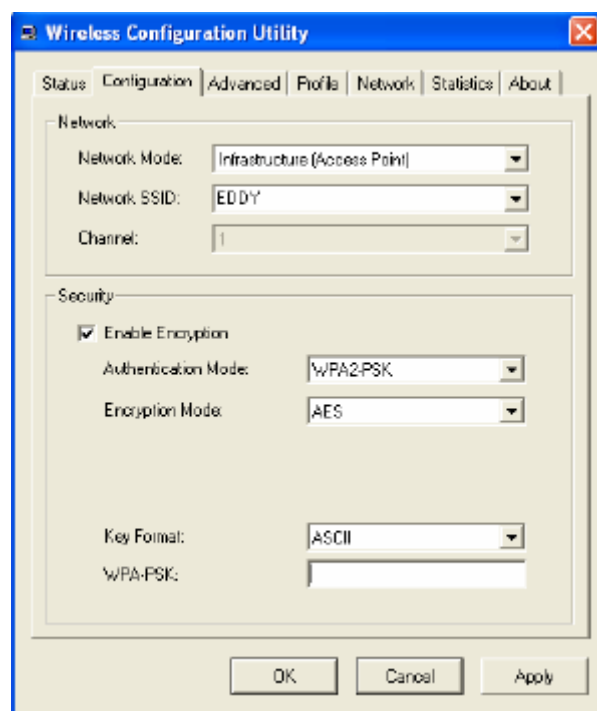 Wireless Configuration Utility
Status Configuration Advanced Profile Network Statistics About
Network
Network Mode: Infrastructure (Access Point)
Network SSID: EDDY
Channel: 1
Security
Enable Encryption
Authentication Mode: WPA2-PSK
Encryption Mode: AES
Key Format: ASCII
WPA-PSK:
OK Cancel Apply